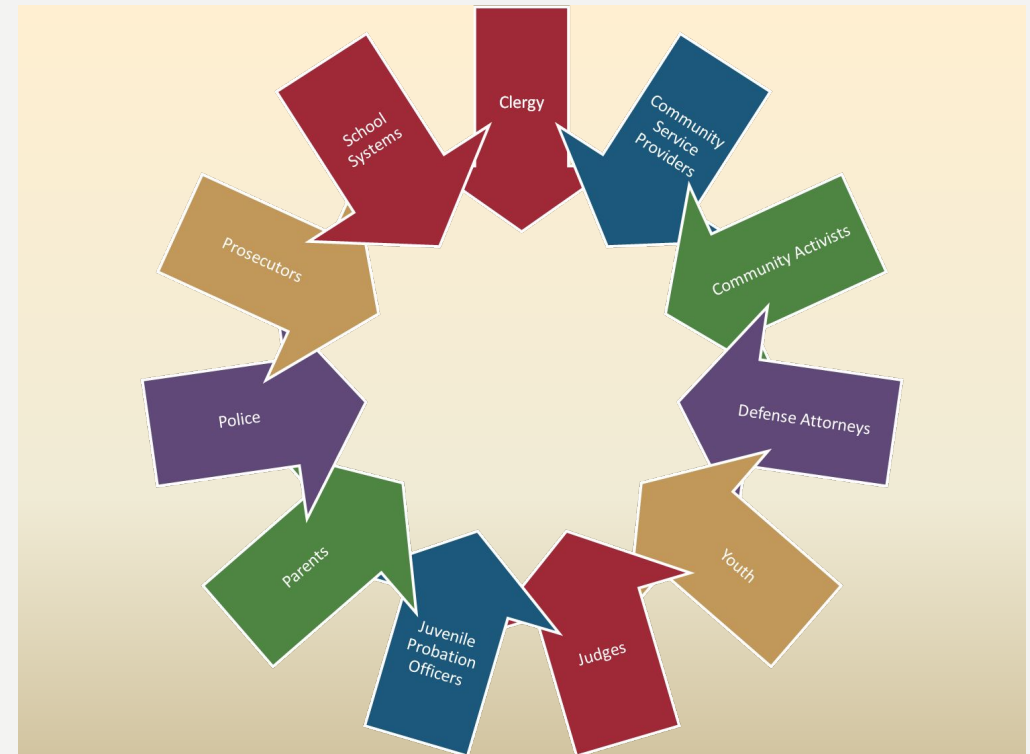 Clergy
Community
Service
Providers
Community Activists
Defense Attorneys
Youth
Judges
Juvenile
Probation
Officers
Parents
Police
Prosecutors
School
Systems